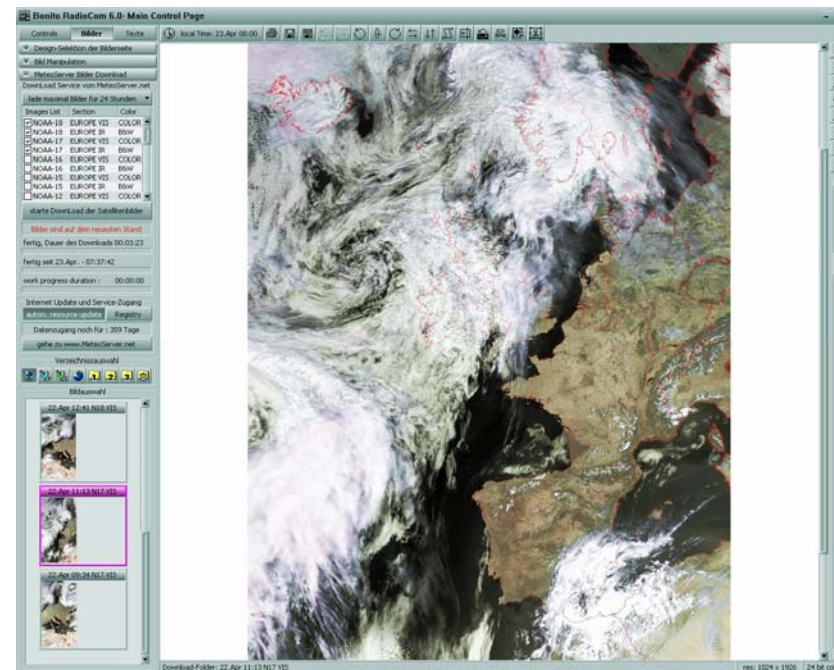 Bonito RadioCom 6.0- Main Control Page
Controls Bilder Texte
local Time: 23.Apr 00:00
Design-Selektion der Bilderseite
Bild Manipulation
MeteoServer Bilder Download
DownLoad Service vom MeteoServer.net
lade maximal Bilder für 24 Stunden
Images List Section Color
NOAA-18 EUROPE VIS COLOR
NOAA-18 EUROPE IR B&W
NOAA-17 EUROPE VIS COLOR
NOAA-17 EUROPE IR B&W
NOAA-16 EUROPE VIS COLOR
NOAA-16 EUROPE IR B&W
NOAA-15 EUROPE VIS COLOR
NOAA-15 EUROPE IR B&W
NOAA-12 EUROPE VIS COLOR
starte DownLoad der Satellitenbilder
Bilder sind auf dem neuesten Stand
fertig, Dauer des Downloads 00:03:23
fertig seit 23.Apr. - 07:37:42
work progress duration : 00:00:00
Internet Update und Service-Zugang
autom. resource-update Registry
Datenzugang noch für : 359 Tage
gehe zu www.MeteoServer.net
Verzeichnissauswahl
1 2 3
Bildauswahl
22.Apr 12:41 N18 VIS
22.Apr 11:13 N17 VIS
22.Apr 09:34 N17 VIS
Download-Folder: 22.Apr 11:13 N17 VIS
res: 1024 x 1926 24 bit